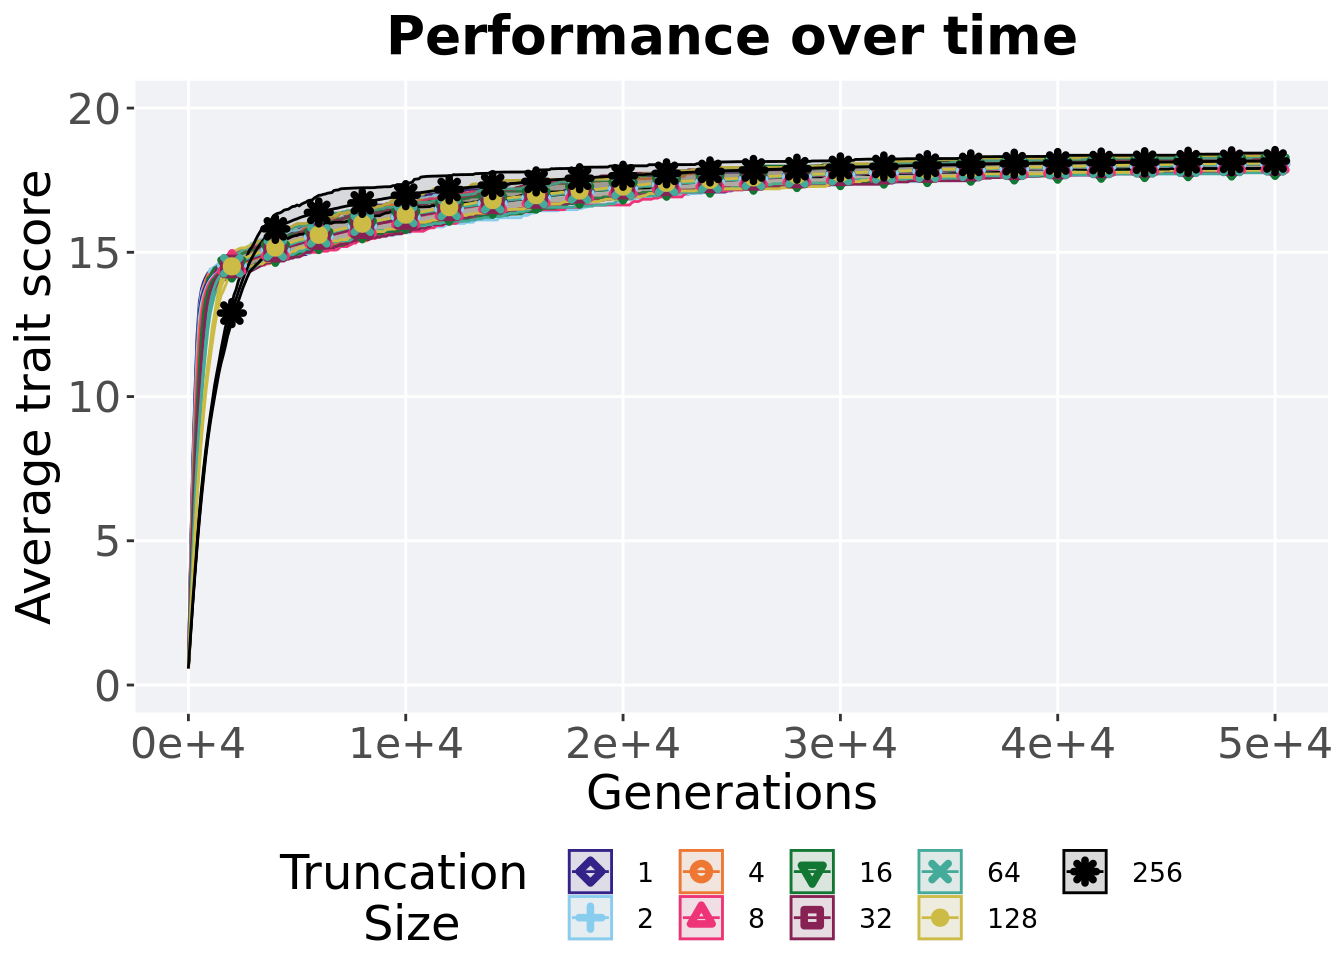 Performance over time
Average trait score
20
15
10
5
0
0e+4 1e+4 2e+4 3e+4 4e+4 5e+4
Generations
Truncation
Size
1 4 16 64 256
2 8 32 128